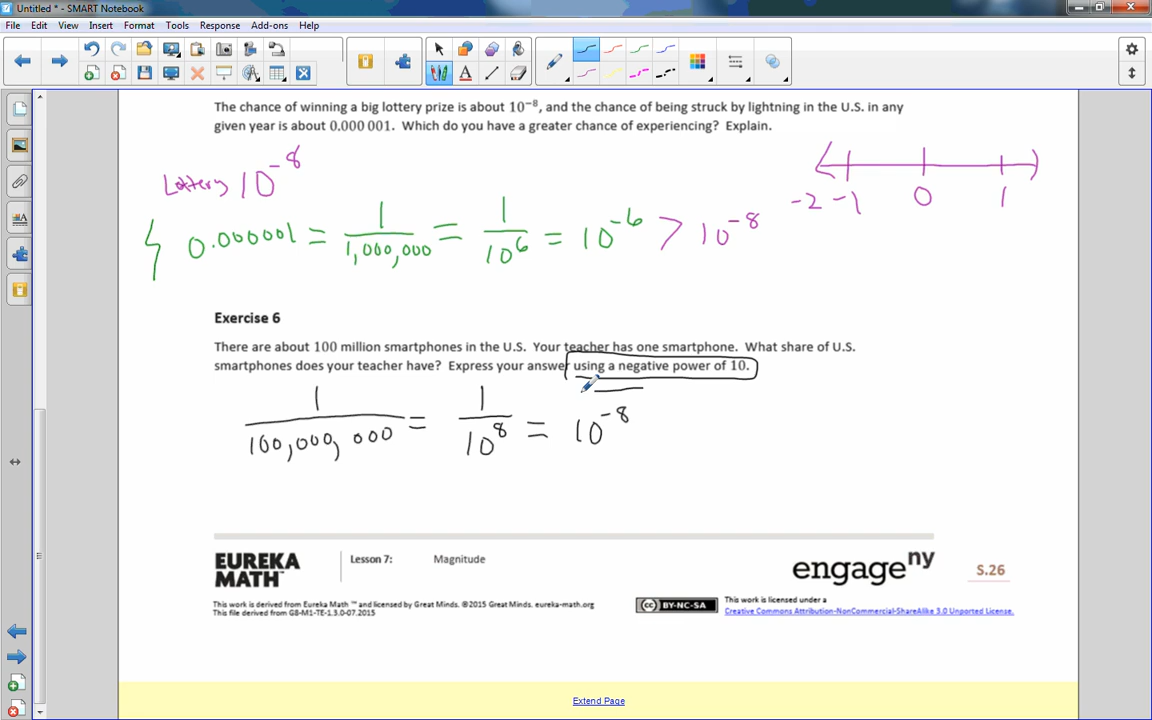 Untitled * - SMART Notebook
File Edit View Insert Format Tools Response Add-ons Help
The chance of winning a big lottery prize is about 10⁻⁸, and the chance of being struck by lightning in the U.S. in any
given year is about 0.000 001. Which do you have a greater chance of experiencing? Explain.
Lottery 10⁻⁸
-2 -1 0 1
0.000001 = 1/1,000,000 = 1/10⁶ = 10⁻⁶ > 10⁻⁸
Exercise 6
There are about 100 million smartphones in the U.S. Your teacher has one smartphone. What share of U.S.
smartphones does your teacher have? Express your answer using a negative power of 10.
1/100,000,000 = 1/10⁸ = 10⁻⁸
EUREKA MATH™
Lesson 7: Magnitude
engageny
S.26
This work is derived from Eureka Math ™ and licensed by Great Minds. ©2015 Great Minds. eureka-math.org
This file derived from G8-M1-TE-1.3.0-07.2015
(cc) BY-NC-SA
This work is licensed under a
Creative Commons Attribution-NonCommercial-ShareAlike 3.0 Unported License.
Extend Page